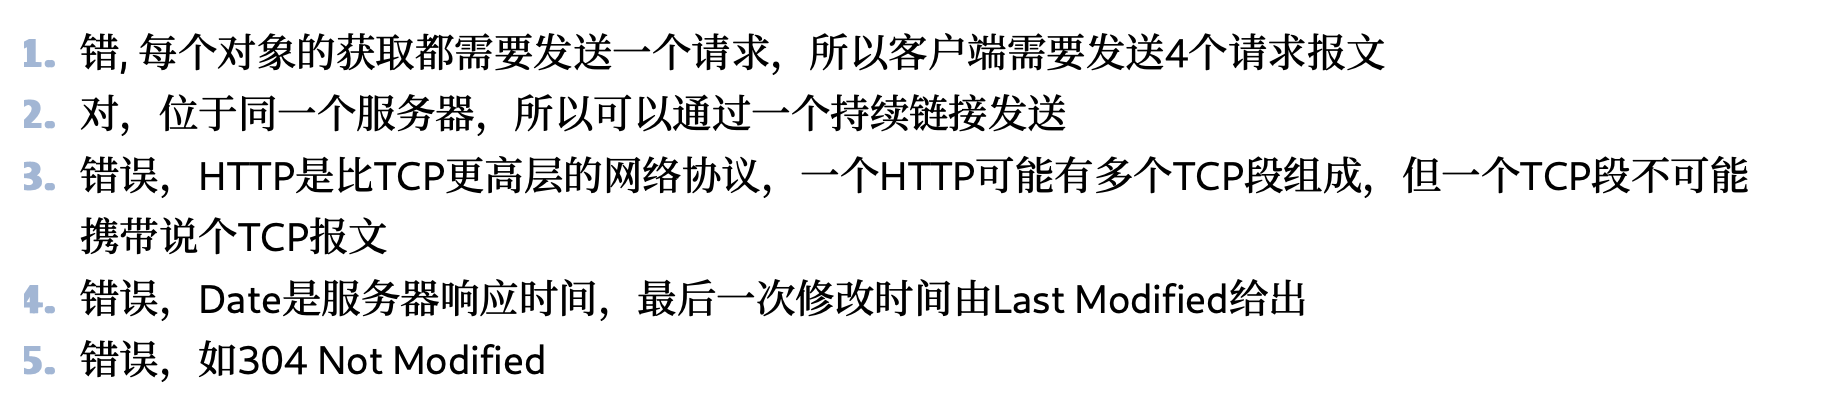 1. 错, 每个对象的获取都需要发送一个请求，所以客户端需要发送4个请求报文
2. 对，位于同一个服务器，所以可以通过一个持续链接发送
3. 错误，HTTP是比TCP更高层的网络协议，一个HTTP可能有多个TCP段组成，但一个TCP段不可能
携带说个TCP报文
4. 错误，Date是服务器响应时间，最后一次修改时间由Last Modified给出
5. 错误，如304 Not Modified